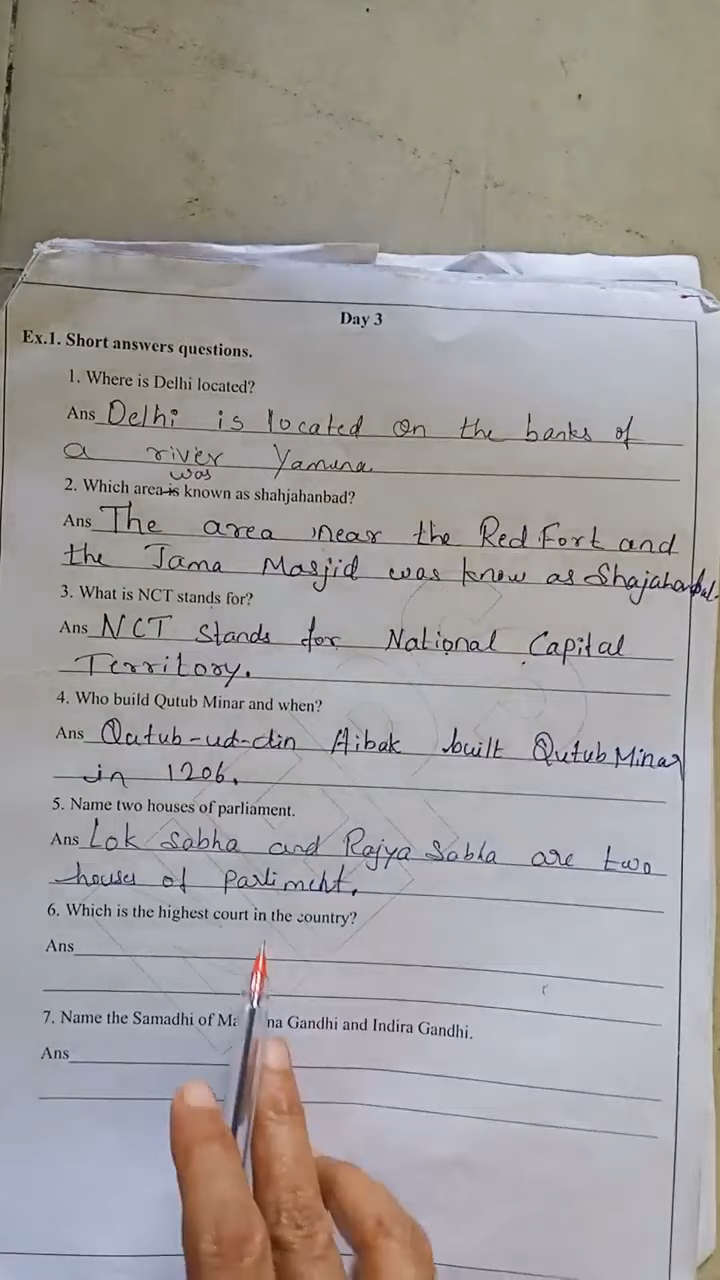 Day 3
Ex.1. Short answers questions.
1. Where is Delhi located?
Ans Delhi is located on the banks of
a river Yamuna
was
2. Which area is known as shahjahanbad?
Ans The area near the Red Fort and
the Jama Masjid was know as
3. What is NCT stands for?
Ans NCT Stands for National Capital
Territory.
4. Who build Qutub Minar and when?
Ans Qutub-ud-din Aibak built Qutub Minar
in 1206.
5. Name two houses of parliament.
Ans Lok Sabha and Rajya Sabha are two
houses of Parliment.
6. Which is the highest court in the country?
Ans
7. Name the Samadhi of Ma na Gandhi and Indira Gandhi.
Ans